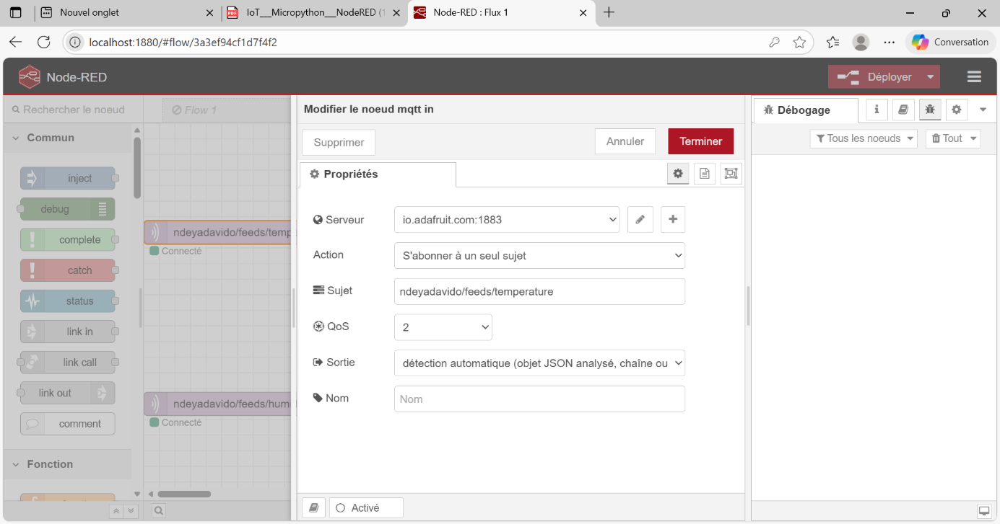 Nouvel onglet
IoT___Micropython___NodeRED (1
Node-RED : Flux 1
localhost:1880/#flow/3a3ef94cf1d7f4f2
Conversation
Node-RED
Déployer
Rechercher le noeud
Flow 1
Modifier le noeud mqtt in
Débogage
Commun
Supprimer
Annuler
Terminer
Tous les noeuds
Tout
Propriétés
inject
debug
complete
catch
status
link in
link call
link out
comment
Fonction
ndeyadavido/feeds/temp
Connecté
ndeyadavido/feeds/hum
Connecté
Serveur
io.adafruit.com:1883
Action
S'abonner à un seul sujet
Sujet
ndeyadavido/feeds/temperature
QoS
2
Sortie
détection automatique (objet JSON analysé, chaîne ou
Nom
Nom
Activé